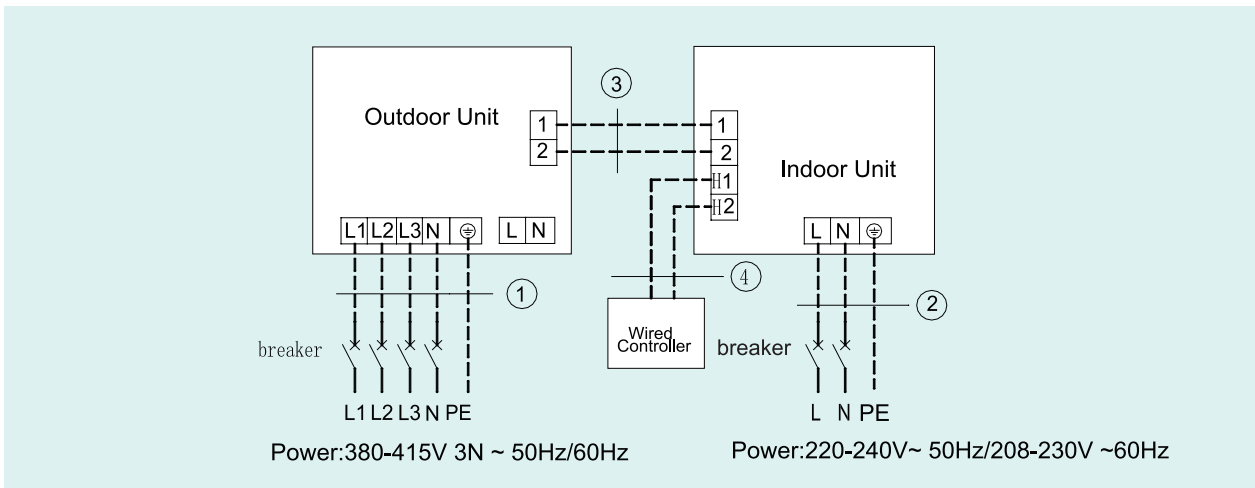 Outdoor Unit
1
2
L1 L2 L3 N
L N
③
1
2
H1
H2
Indoor Unit
L N
①
④
②
breaker
Wired
Controller
breaker
L1 L2 L3 N PE
L N PE
Power:380-415V 3N ~ 50Hz/60Hz
Power:220-240V~ 50Hz/208-230V ~60Hz